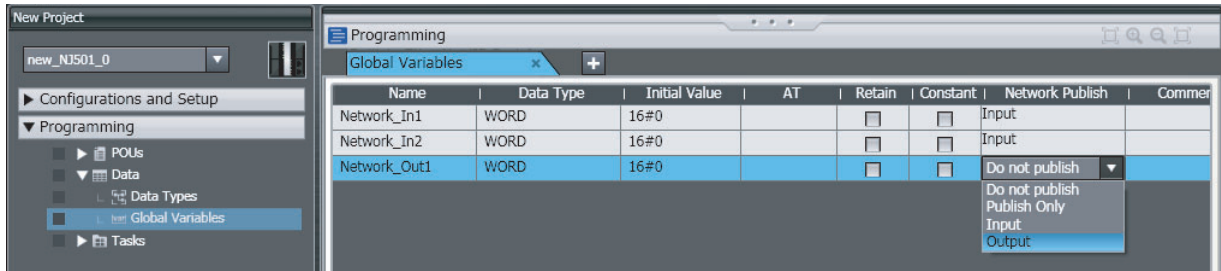 New Project
new_NJ501_0
Configurations and Setup
Programming
POUs
Data
Data Types
Global Variables
Tasks
Programming
Global Variables
Name Data Type Initial Value AT Retain Constant Network Publish Commer
Network_In1 WORD 16#0 Input
Network_In2 WORD 16#0 Input
Network_Out1 WORD 16#0 Do not publish
Do not publish
Publish Only
Input
Output